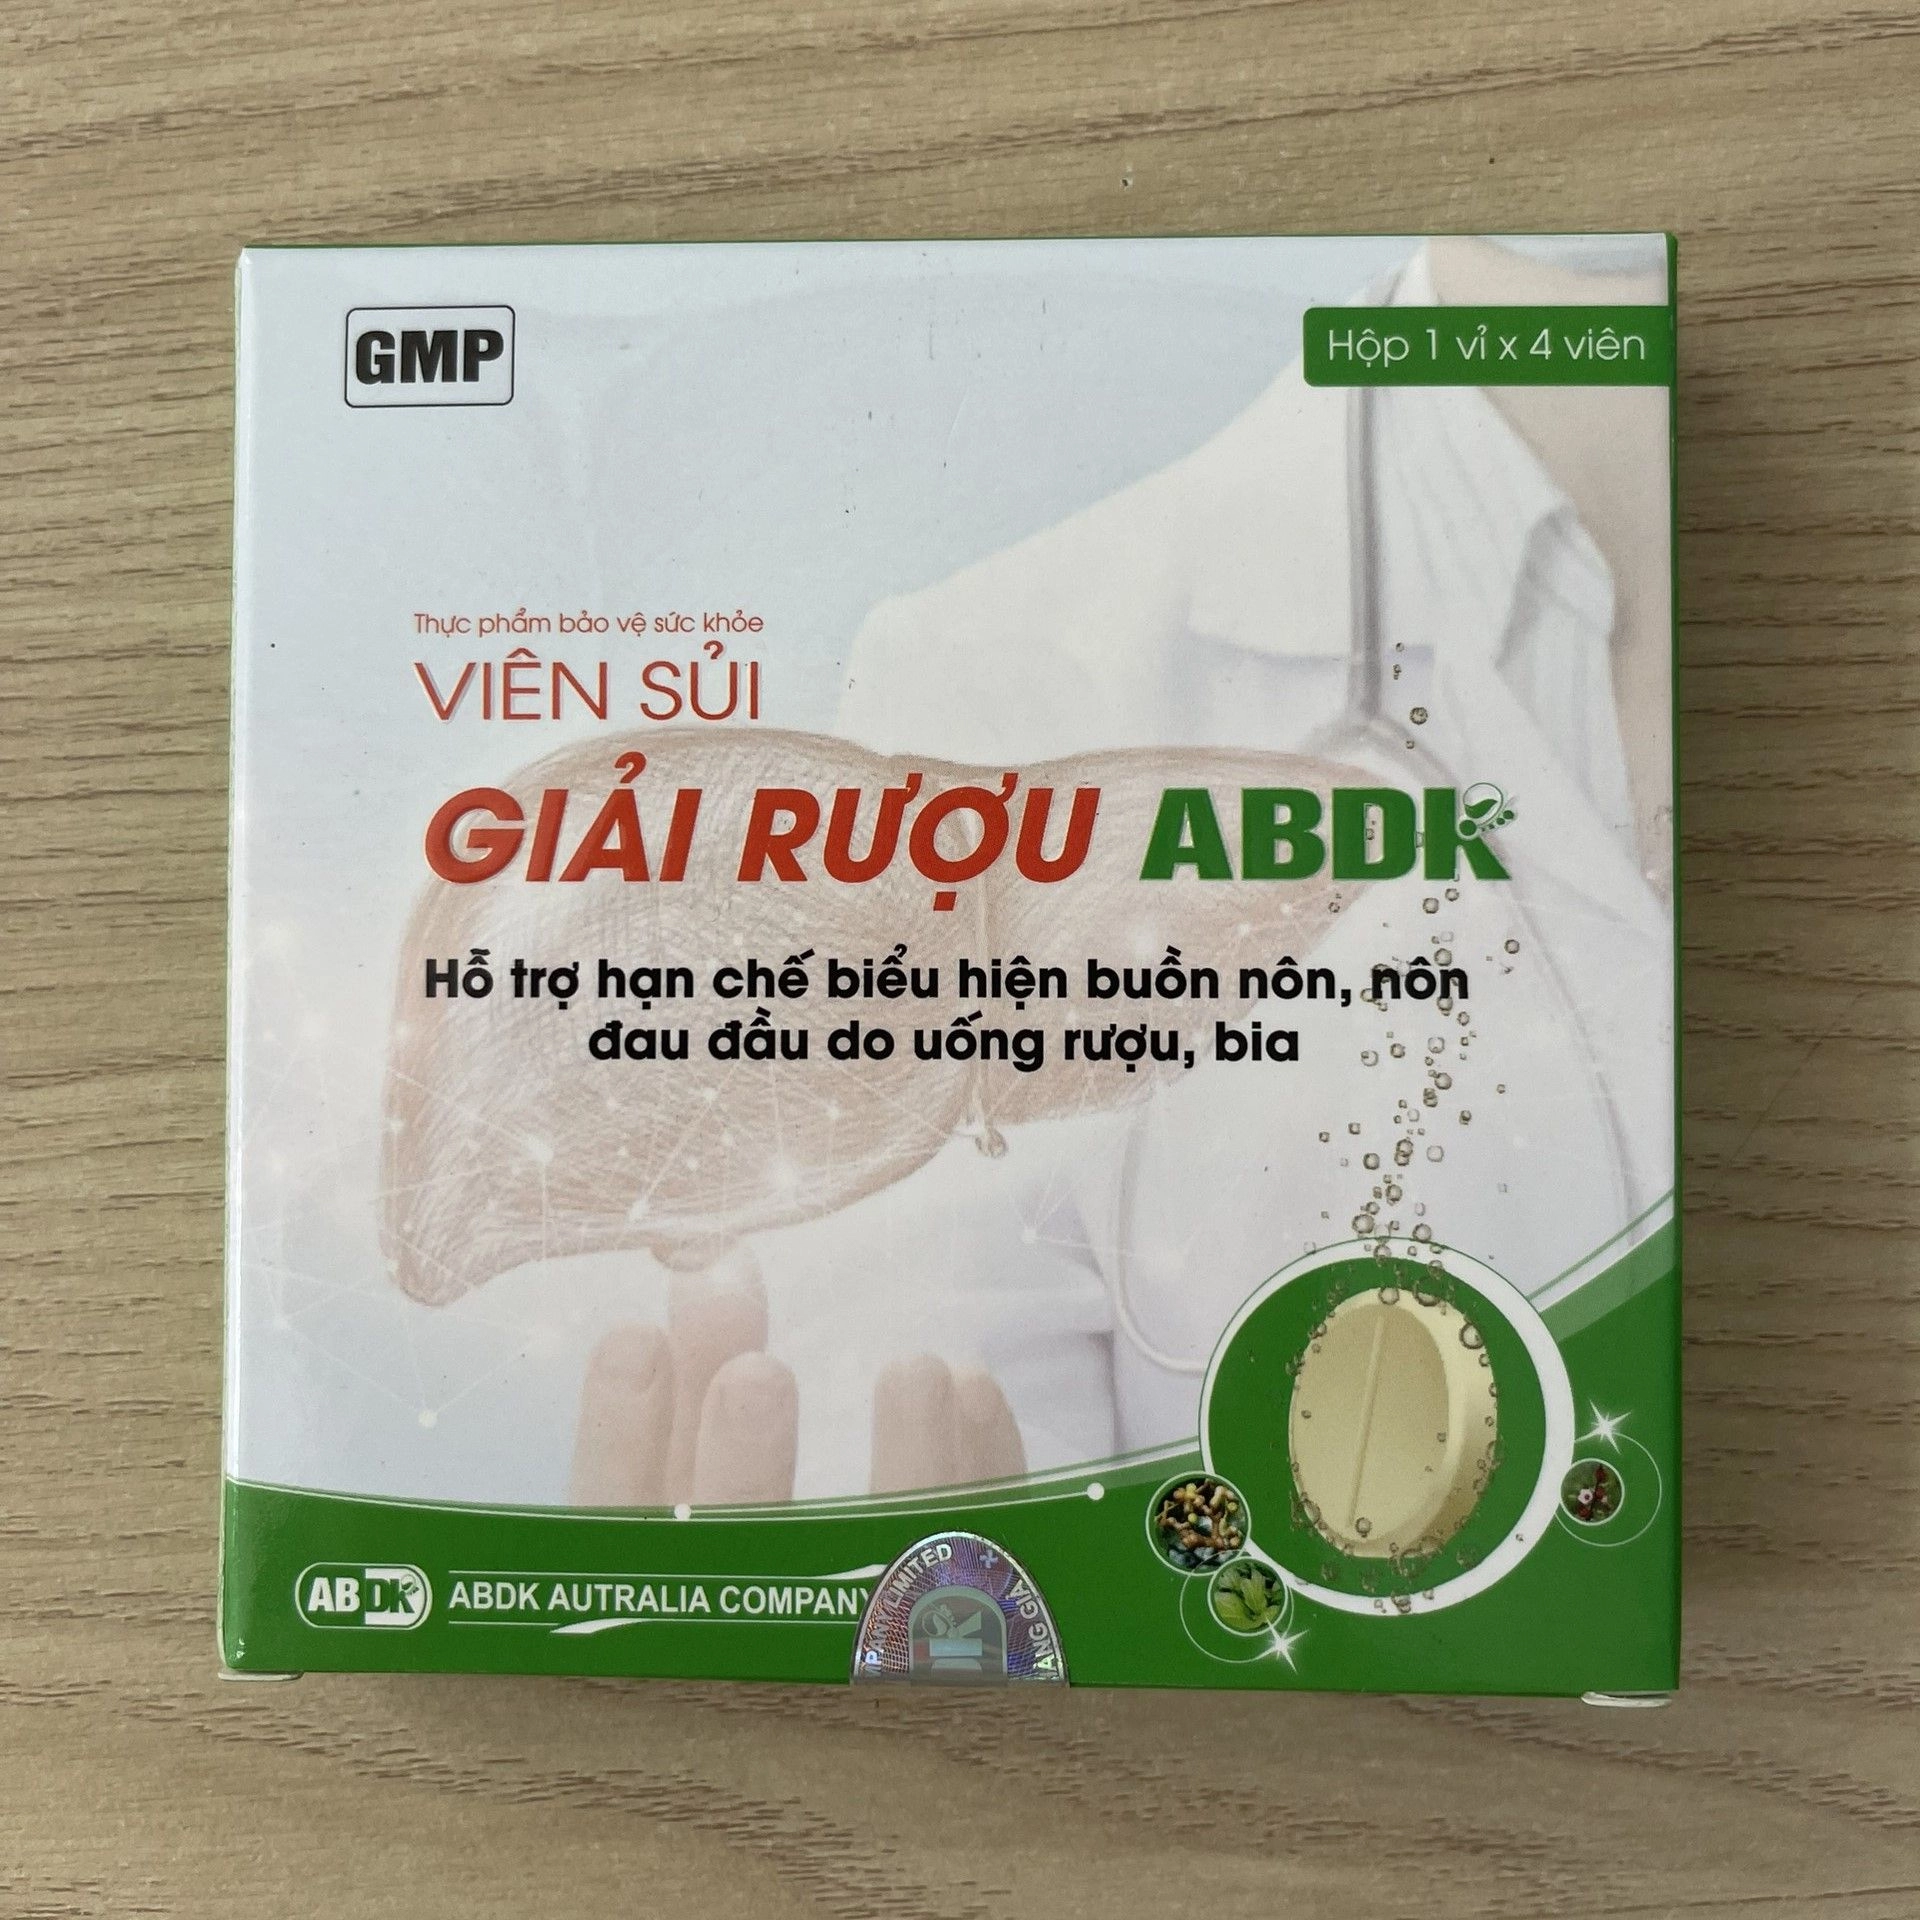 GMP
Hộp 1 vỉ x 4 viên
Thực phẩm bảo vệ sức khỏe
VIÊN SỦI
GIẢI RƯỢU ABDK
Hỗ trợ hạn chế biểu hiện buồn nôn, nôn
đau đầu do uống rượu, bia
ABDK ABDK AUTRALIA COMPANY
LIMITED